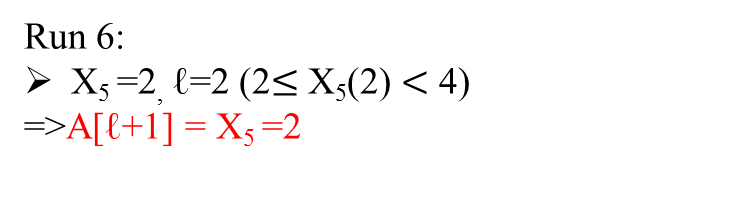 Run 6:
➢ X₅=2, ℓ=2 (2≤ X₅(2) < 4)
=>A[ℓ+1] = X₅=2